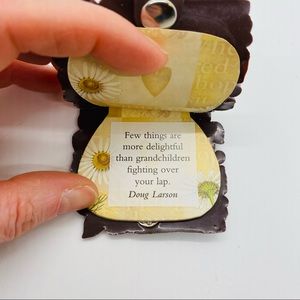 Few things are
more delightful
than grandchildren
fighting over
your lap.
Doug Larson